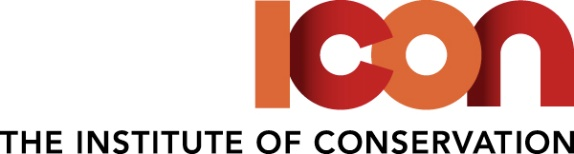 icon
THE INSTITUTE OF CONSERVATION